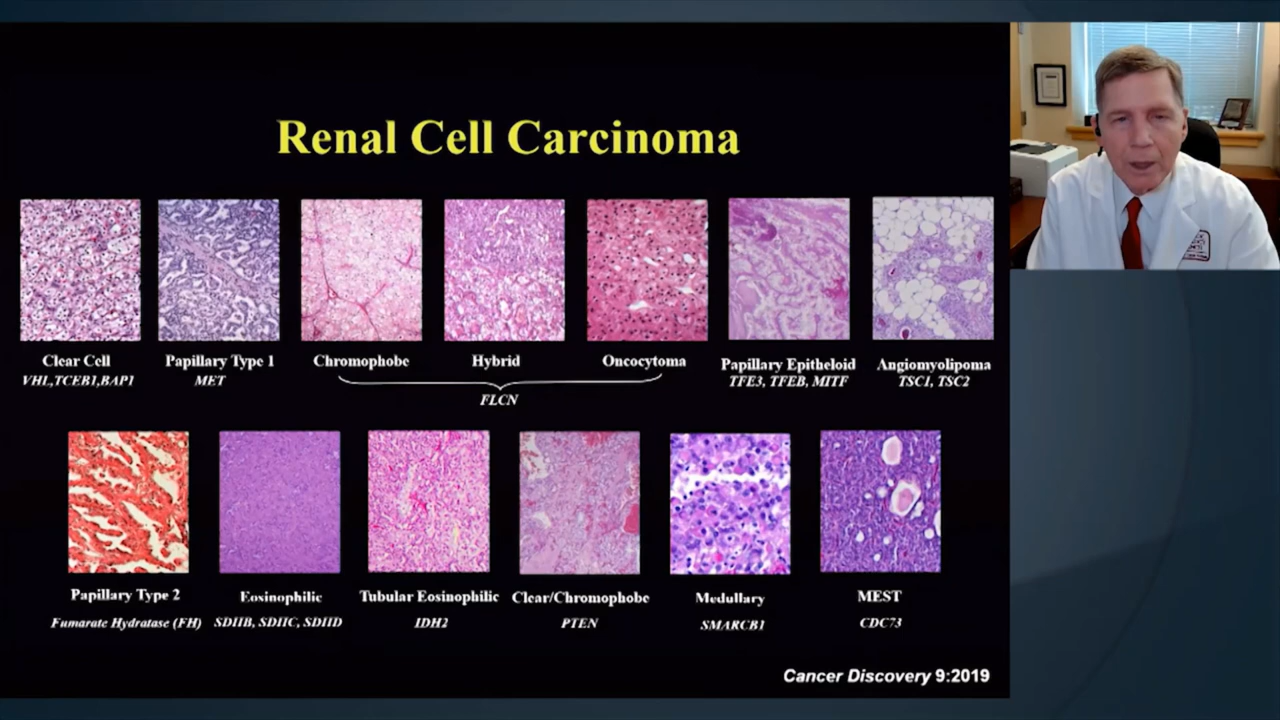 Renal Cell Carcinoma
Clear Cell
VHL,TCEB1,BAP1
Papillary Type 1
MET
Chromophobe
Hybrid
Oncocytoma
FLCN
Papillary Epitheloid
TFE3, TFEB, MITF
Angiomyolipoma
TSC1, TSC2
Papillary Type 2
Fumarate Hydratase (FH)
Eosinophilic
SDHB, SDHC, SDHD
Tubular Eosinophilic
IDH2
Clear/Chromophobe
PTEN
Medullary
SMARCB1
MEST
CDC73
Cancer Discovery 9:2019